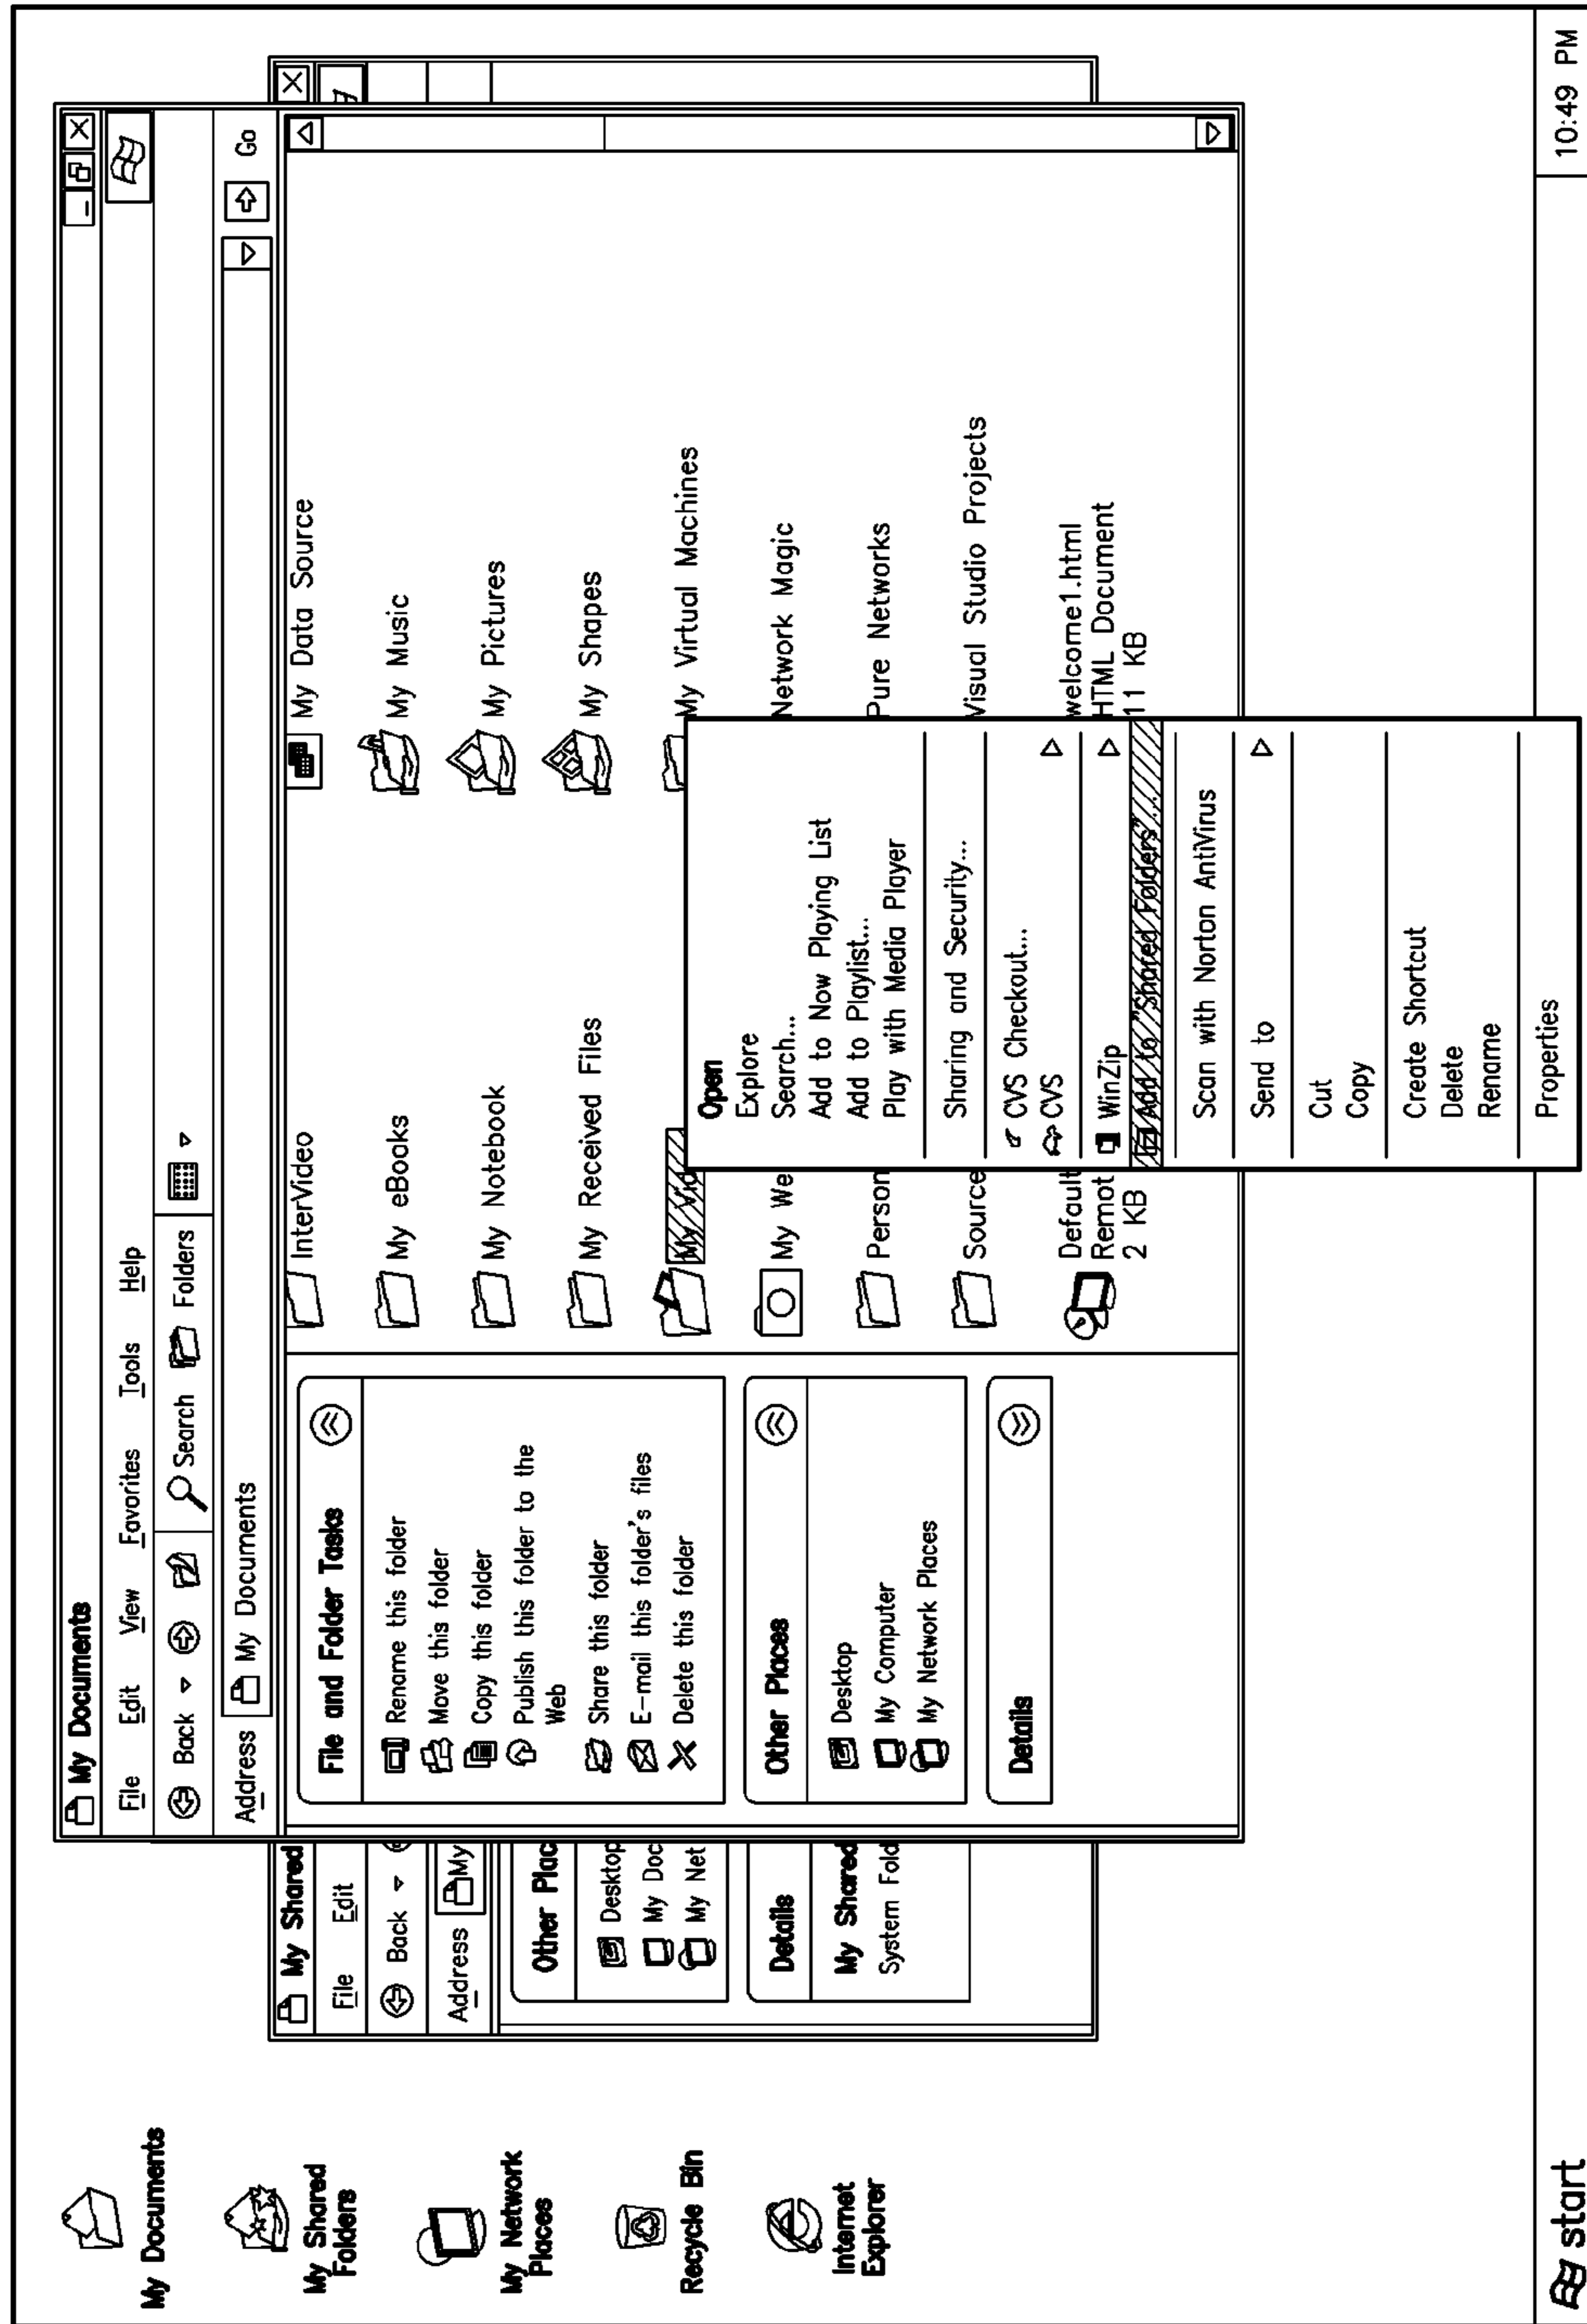 My Documents
My Shared
Folders
My Network
Places
Recycle Bin
Internet
Explorer
My Documents
File Edit View Favorites Tools Help
Back Search Folders
Address My Documents Go
File and Folder Tasks
Rename this folder
Move this folder
Copy this folder
Publish this folder to the
Web
Share this folder
E-mail this folder's files
Delete this folder
Other Places
Desktop
My Computer
My Network Places
Details
InterVideo
My eBooks
My Notebook
My Received Files
My Vid
My We
Person
Source
Default
Remot
2 KB
My Data Source
My Music
My Pictures
My Shapes
My Virtual Machines
Network Magic
Pure Networks
Visual Studio Projects
welcome1.html
HTML Document
11 KB
Open
Explore
Search...
Add to Now Playing List
Add to Playlist...
Play with Media Player
Sharing and Security...
CVS Checkout...
CVS
WinZip
Add to "Shared Folders"...
Scan with Norton AntiVirus
Send to
Cut
Copy
Create Shortcut
Delete
Rename
Properties
My Shared
File Edit
Back
Address My
Other Plac
Desktop
My Doc
My Net
Details
My Shared
System Fold
start
10:49 PM